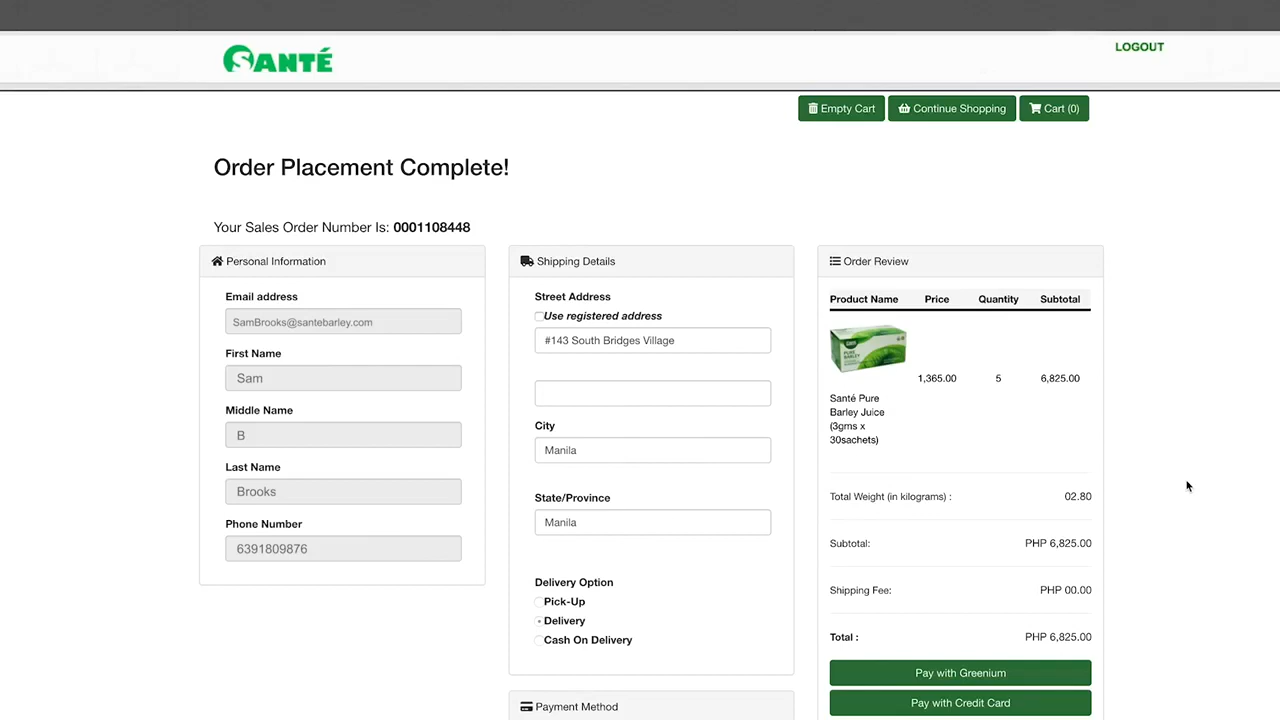 SANTÉ
LOGOUT
Empty Cart
Continue Shopping
Cart (0)
Order Placement Complete!
Your Sales Order Number Is: 0001108448
Personal Information
Email address
SamBrooks@santebarley.com
First Name
Sam
Middle Name
B
Last Name
Brooks
Phone Number
6391809876
Shipping Details
Street Address
Use registered address
#143 South Bridges Village
City
Manila
State/Province
Manila
Delivery Option
Pick-Up
Delivery
Cash On Delivery
Payment Method
Order Review
Product Name Price Quantity Subtotal
PURE
BARLEY
1,365.00 5 6,825.00
Santé Pure
Barley Juice
(3gms x
30sachets)
Total Weight (in kilograms) : 02.80
Subtotal: PHP 6,825.00
Shipping Fee: PHP 00.00
Total : PHP 6,825.00
Pay with Greenium
Pay with Credit Card